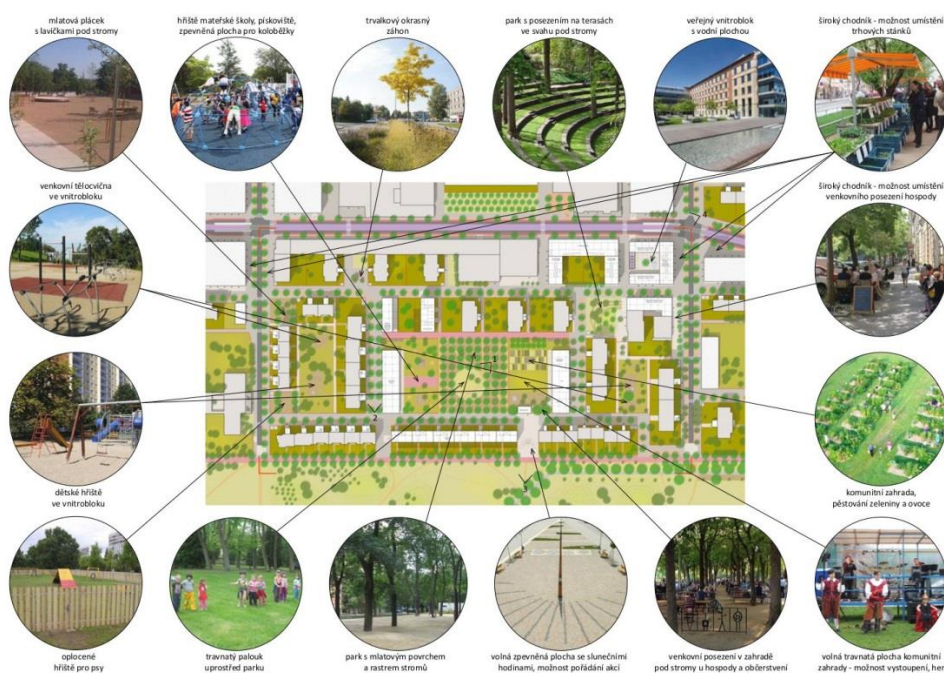 mlatová plácek
s lavičkami pod stromy
hřiště mateřské školy, pískoviště,
zpevněná plocha pro koloběžky
trvalkový okrasný
záhon
park s posezením na terasách
ve svahu pod stromy
veřejný vnitroblok
s vodní plochou
široký chodník - možnost umístění
trhových stánků
venkovní tělocvična
ve vnitrobloku
široký chodník - možnost umístění
venkovního posezení hospody
4
1
2
3
dětské hřiště
ve vnitrobloku
komunitní zahrada,
pěstování zeleniny a ovoce
oplocené
hřiště pro psy
travnatý palouk
uprostřed parku
park s mlatovým povrchem
a rastrem stromů
volná zpevněná plocha se slunečními
hodinami, možnost pořádání akcí
venkovní posezení v zahradě
pod stromy u hospody a občerstvení
volná travnatá plocha komunitní
zahrady - možnost vystoupení, her